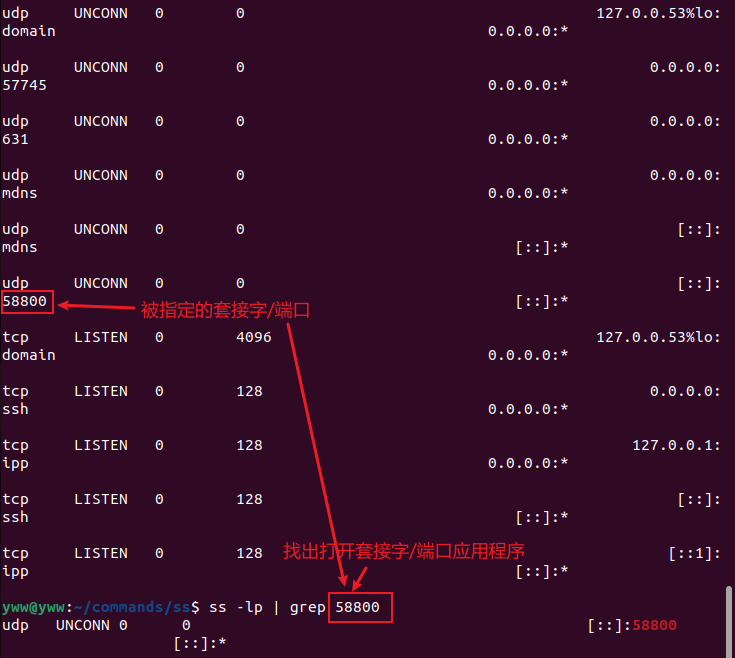 udp     UNCONN   0        0                                       127.0.0.53%lo:
domain                                                0.0.0.0:*
udp     UNCONN   0        0                                             0.0.0.0:
57745                                                 0.0.0.0:*
udp     UNCONN   0        0                                             0.0.0.0:
631                                                   0.0.0.0:*
udp     UNCONN   0        0                                             0.0.0.0:
mdns                                                  0.0.0.0:*
udp     UNCONN   0        0                                                [::]:
mdns                                                     [::]:*
udp     UNCONN   0        0                                                [::]:
58800 被指定的套接字/端口 [::]:*
tcp     LISTEN   0        4096                                    127.0.0.53%lo:
domain                                                0.0.0.0:*
tcp     LISTEN   0        128                                           0.0.0.0:
ssh                                                   0.0.0.0:*
tcp     LISTEN   0        128                                         127.0.0.1:
ipp                                                   0.0.0.0:*
tcp     LISTEN   0        128                                              [::]:
ssh                                                      [::]:*
tcp     LISTEN   0        128 找出打开套接字/端口应用程序 [::1]:
ipp                                                      [::]:*
yww@yww:~/commands/ss$ ss -lp | grep 58800
udp   UNCONN 0      0                                            [::]:58800
                   [::]:*